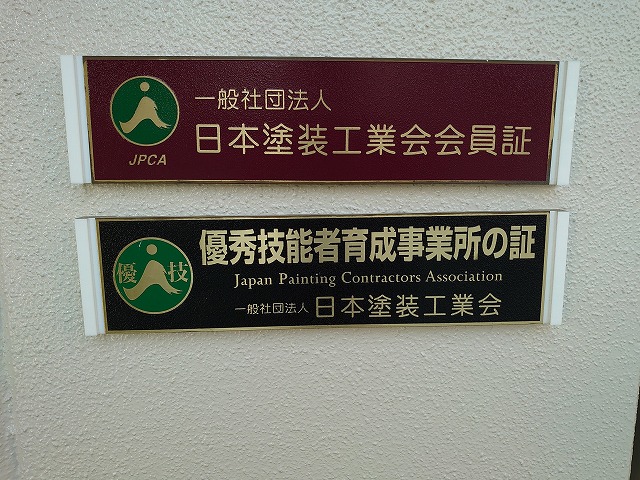 一般社団法人
日本塗装工業会会員証
JPCA
優秀技能者育成事業所の証
優技
Japan Painting Contractors Association
一般社団法人 日本塗装工業会